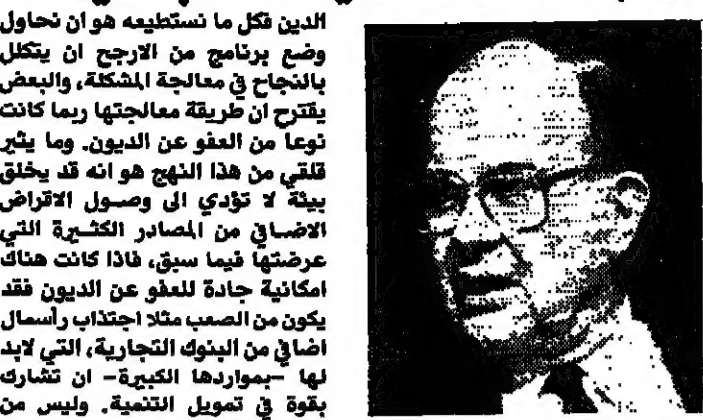 الدين فكل ما نستطيعه هو ان نحاول
وضع برنامج من الارجح ان يتكلل
بالنجاح في معالجة المشكلة، والبعض
يقترح ان طريقة معالجتها ربما كانت
نوعا من العفو عن الديون. وما يثير
قلقي من هذا النهج هو انه قد يخلق
بيئة لا تؤدي الى وصول الاقراض
الاضافي من المصادر الكثيرة التي
عرضتها فيما سبق، فاذا كانت هناك
امكانية جادة للعفو عن الديون فقد
يكون من الصعب مثلا اجتذاب رأسمال
اضافي من البنوك التجارية، التي لابد
لها -بمواردها الكبيرة- ان تشارك
بقوة في تمويل التنمية. وليس من